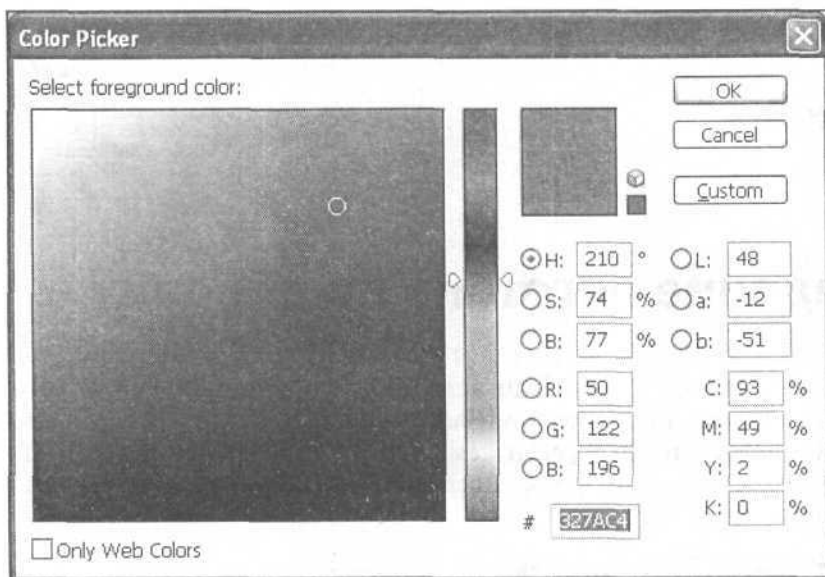 Color Picker
Select foreground color:
OK
Cancel
Custom
H: 210 °
S: 74 %
B: 77 %
L: 48
a: -12
b: -51
R: 50
G: 122
B: 196
# 327AC4
C: 93 %
M: 49 %
Y: 2 %
K: 0 %
Only Web Colors